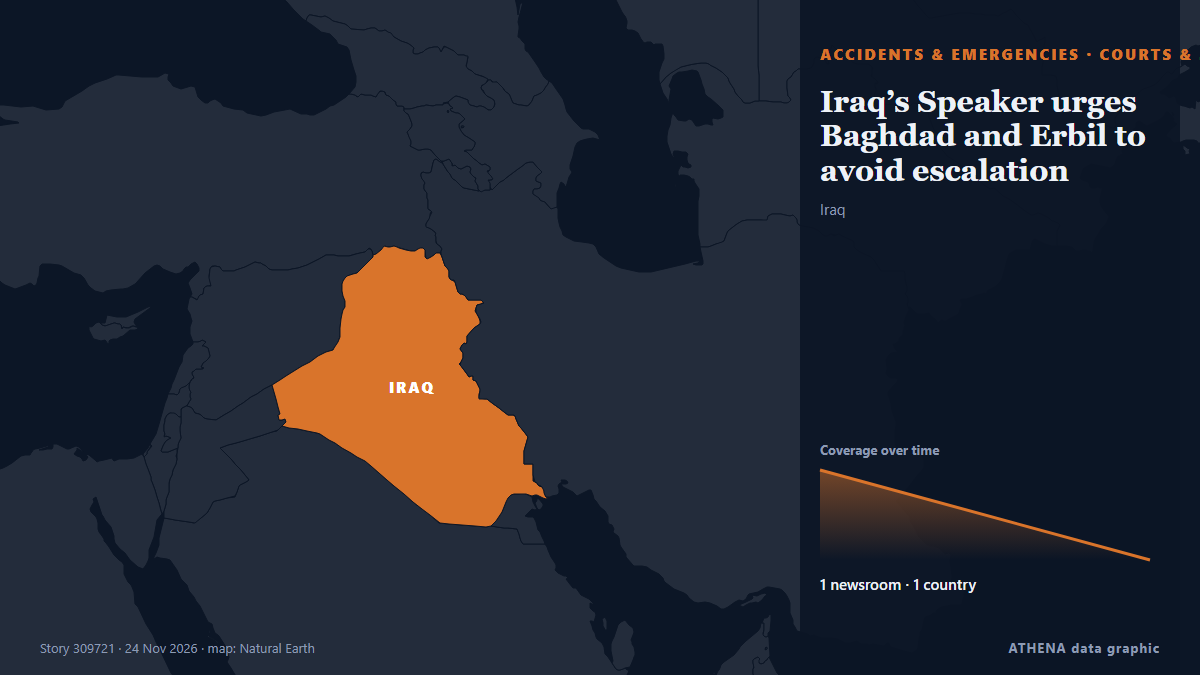 ACCIDENTS & EMERGENCIES · COURTS &
Iraq’s Speaker urges
Baghdad and Erbil to
avoid escalation
Iraq
IRAQ
Coverage over time
1 newsroom · 1 country
Story 309721 · 24 Nov 2026 · map: Natural Earth
ATHENA data graphic